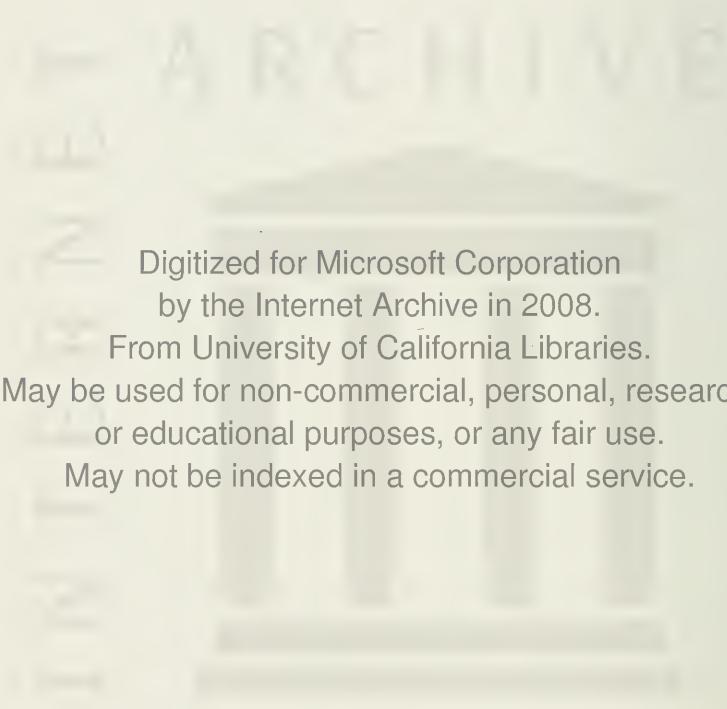 ARCHIVE
INTERNET
Digitized for Microsoft Corporation
by the Internet Archive in 2008.
From University of California Libraries.
May be used for non-commercial, personal, researc
or educational purposes, or any fair use.
May not be indexed in a commercial service.